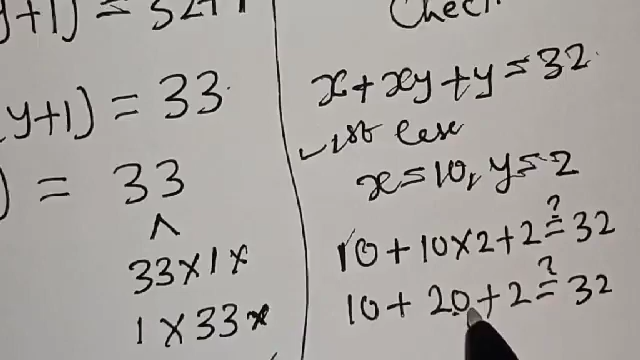 y+1) = 32+1
(y+1) = 33
) = 33
33×1×
1×33×
Check
x+xy+y=32
✓1st Case
x=10, y=2
10+10×2+2≟32
10+20+2≟32